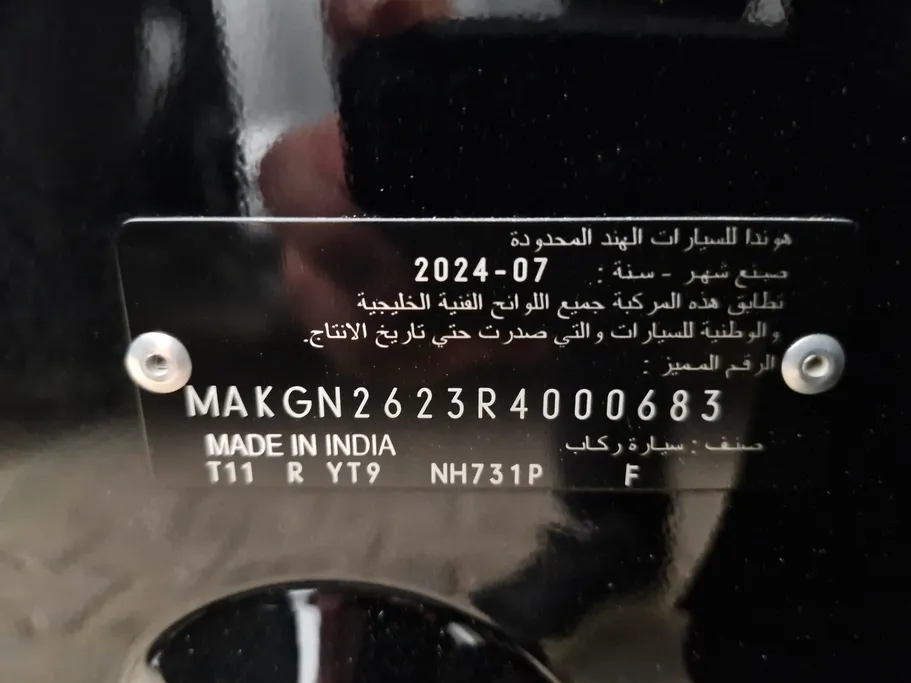 هوندا للسيارات الهند المحدودة
صنع شهر - سنة : 2024-07
تطابق هذه المركبة جميع اللوائح الفنية الخليجية
والوطنية للسيارات والتي صدرت حتي تاريخ الانتاج.
الرقم المميز :
MAKGN2623R4000683
MADE IN INDIA صنف : سيارة ركاب
T11 R YT9 NH731P F